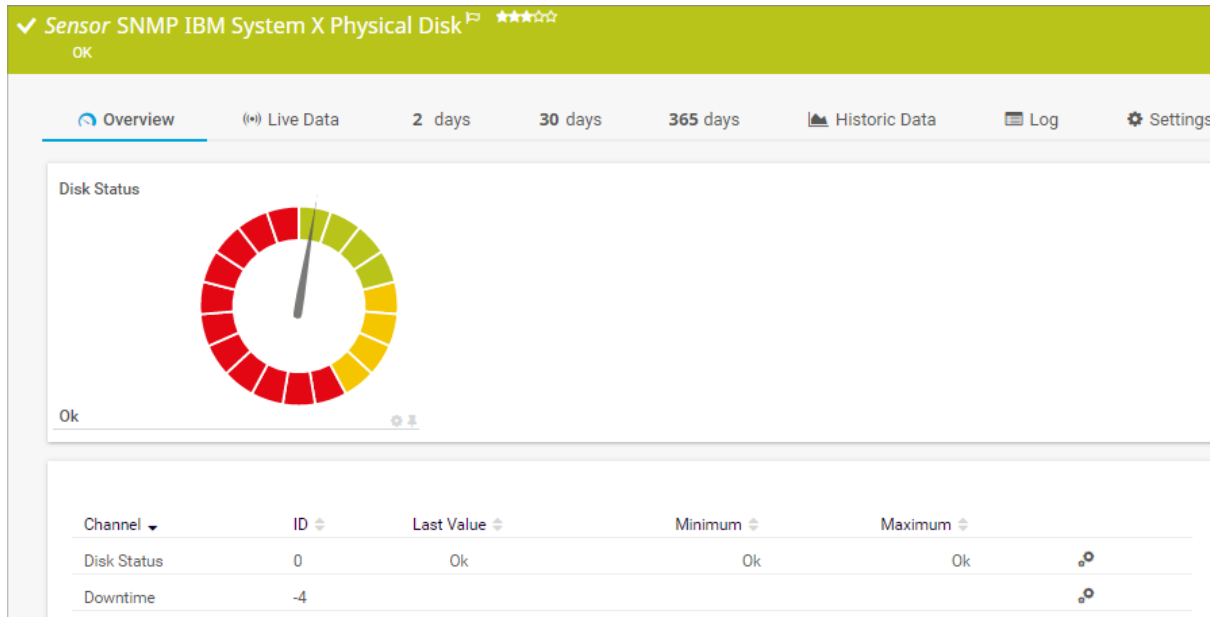 Sensor SNMP IBM System X Physical Disk
OK
Overview Live Data 2 days 30 days 365 days Historic Data Log Settings
Disk Status
Ok
Channel ID Last Value Minimum Maximum
Disk Status 0 Ok Ok Ok
Downtime -4